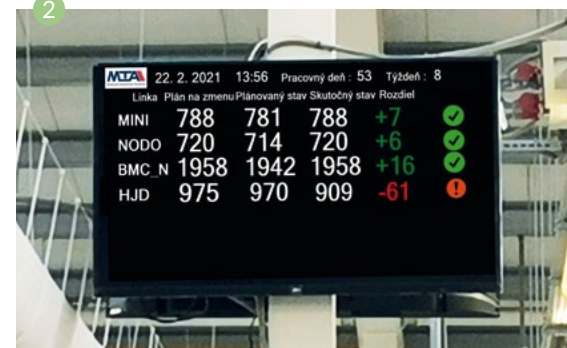 2
MTA 22. 2. 2021 13:56 Pracovný deň : 53 Týždeň : 8
Linka Plán na zmenu Plánovaný stav Skutočný stav Rozdiel
MINI 788 781 788 +7
NODO 720 714 720 +6
BMC_N 1958 1942 1958 +16
HJD 975 970 909 -61 !